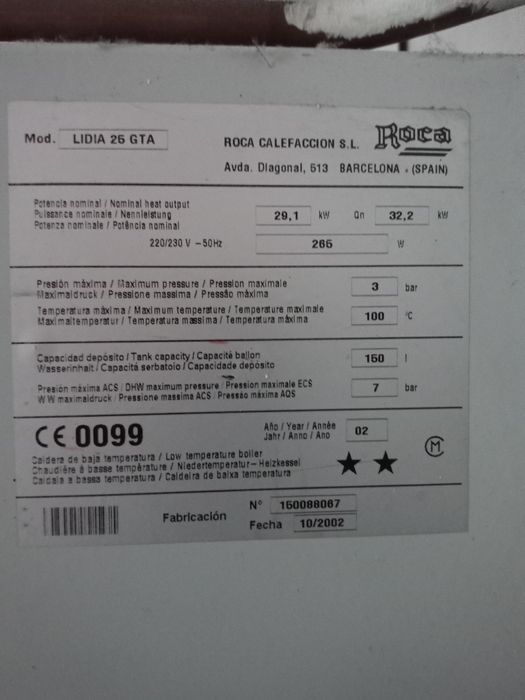 Mod. LIDIA 25 GTA
ROCA CALEFACCION S.L. Roca
Avda. Diagonal, 513 BARCELONA - (SPAIN)
Potencia nominal / Nominal heat output
Puissance nominale / Nennleistung
Potenza nominale / Potência nominal
29,1 kW Qn 32,2 kW
220/230 V ~ 50Hz 265 W
Presión máxima / Maximum pressure / Pression maximale
Maximaldruck / Pressione massima / Pressão máxima
3 bar
Temperatura máxima / Maximum temperature / Temperature maximale
Maximaltemperatur / Temperatura massima / Temperatura máxima
100 °C
Capacidad depósito / Tank capacity / Capacité ballon
Wasserinhalt / Capacitá serbatoio / Capacidade depósito
150 l
Presión máxima ACS / DHW maximum pressure / Pression maximale ECS
WW maximaldruck / Pressione massima ACS / Pressão máxima AQS
7 bar
CE 0099
Año / Year / Année
Jahr / Anno / Ano
02
M
Caldera de baja temperatura / Low temperature boiler
Chaudière à basse température / Niedertemperatur-Heizkessel
Caldaia a bassa temperatura / Caldeira de baixa temperatura
Fabricación
N° 150088067
Fecha 10/2002